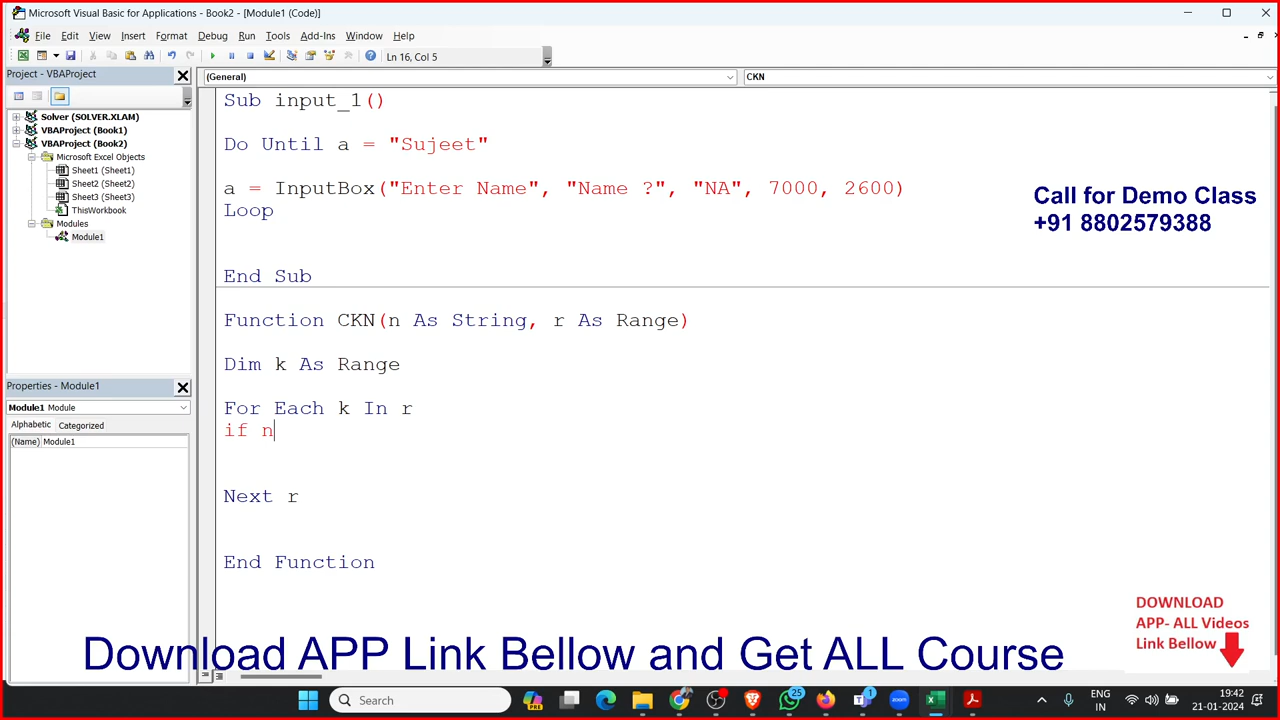 Microsoft Visual Basic for Applications - Book2 - [Module1 (Code)]
File Edit View Insert Format Debug Run Tools Add-Ins Window Help
Ln 16, Col 5
Project - VBAProject
(General)
CKN
Solver (SOLVER.XLAM)
VBAProject (Book1)
VBAProject (Book2)
Microsoft Excel Objects
Sheet1 (Sheet1)
Sheet2 (Sheet2)
Sheet3 (Sheet3)
ThisWorkbook
Modules
Module1
Properties - Module1
Module1 Module
Alphabetic Categorized
(Name) Module1
Sub input_1()
Do Until a = "Sujeet"
a = InputBox("Enter Name", "Name ?", "NA", 7000, 2600)
Loop
End Sub
Function CKN(n As String, r As Range)
Dim k As Range
For Each k In r
if n
Next r
End Function
Call for Demo Class
+91 8802579388
DOWNLOAD
APP- ALL Videos
Link Bellow
Download APP Link Bellow and Get ALL Course
Search
PRE
25
1
zoom
ENG
IN
19:42
21-01-2024